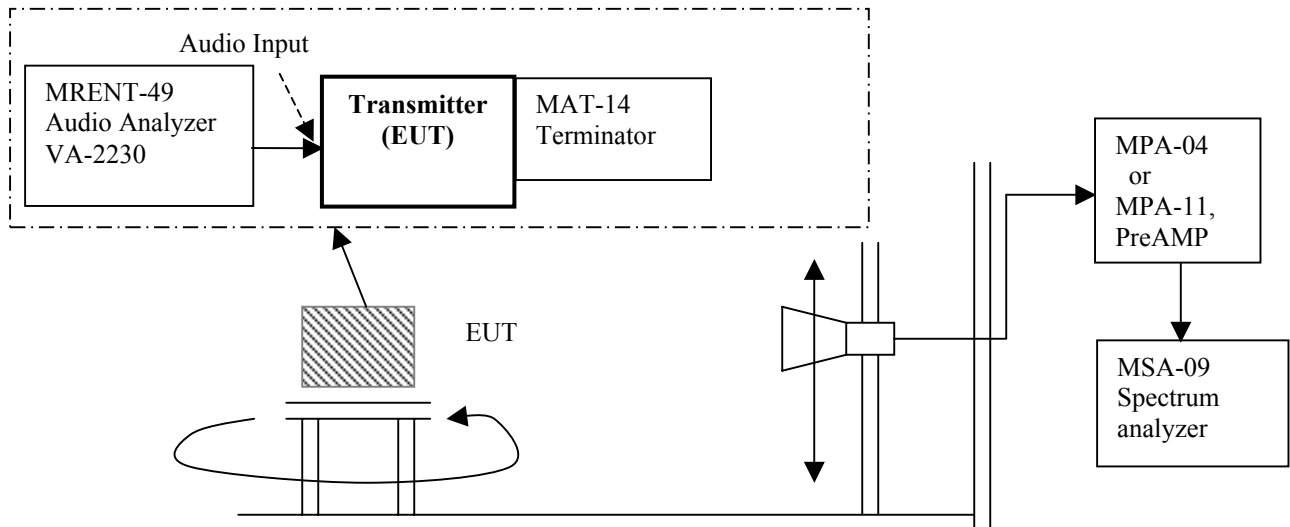 Audio Input
MRENT-49
Audio Analyzer
VA-2230
Transmitter
(EUT)
MAT-14
Terminator
MPA-04
or
MPA-11,
PreAMP
EUT
MSA-09
Spectrum
analyzer